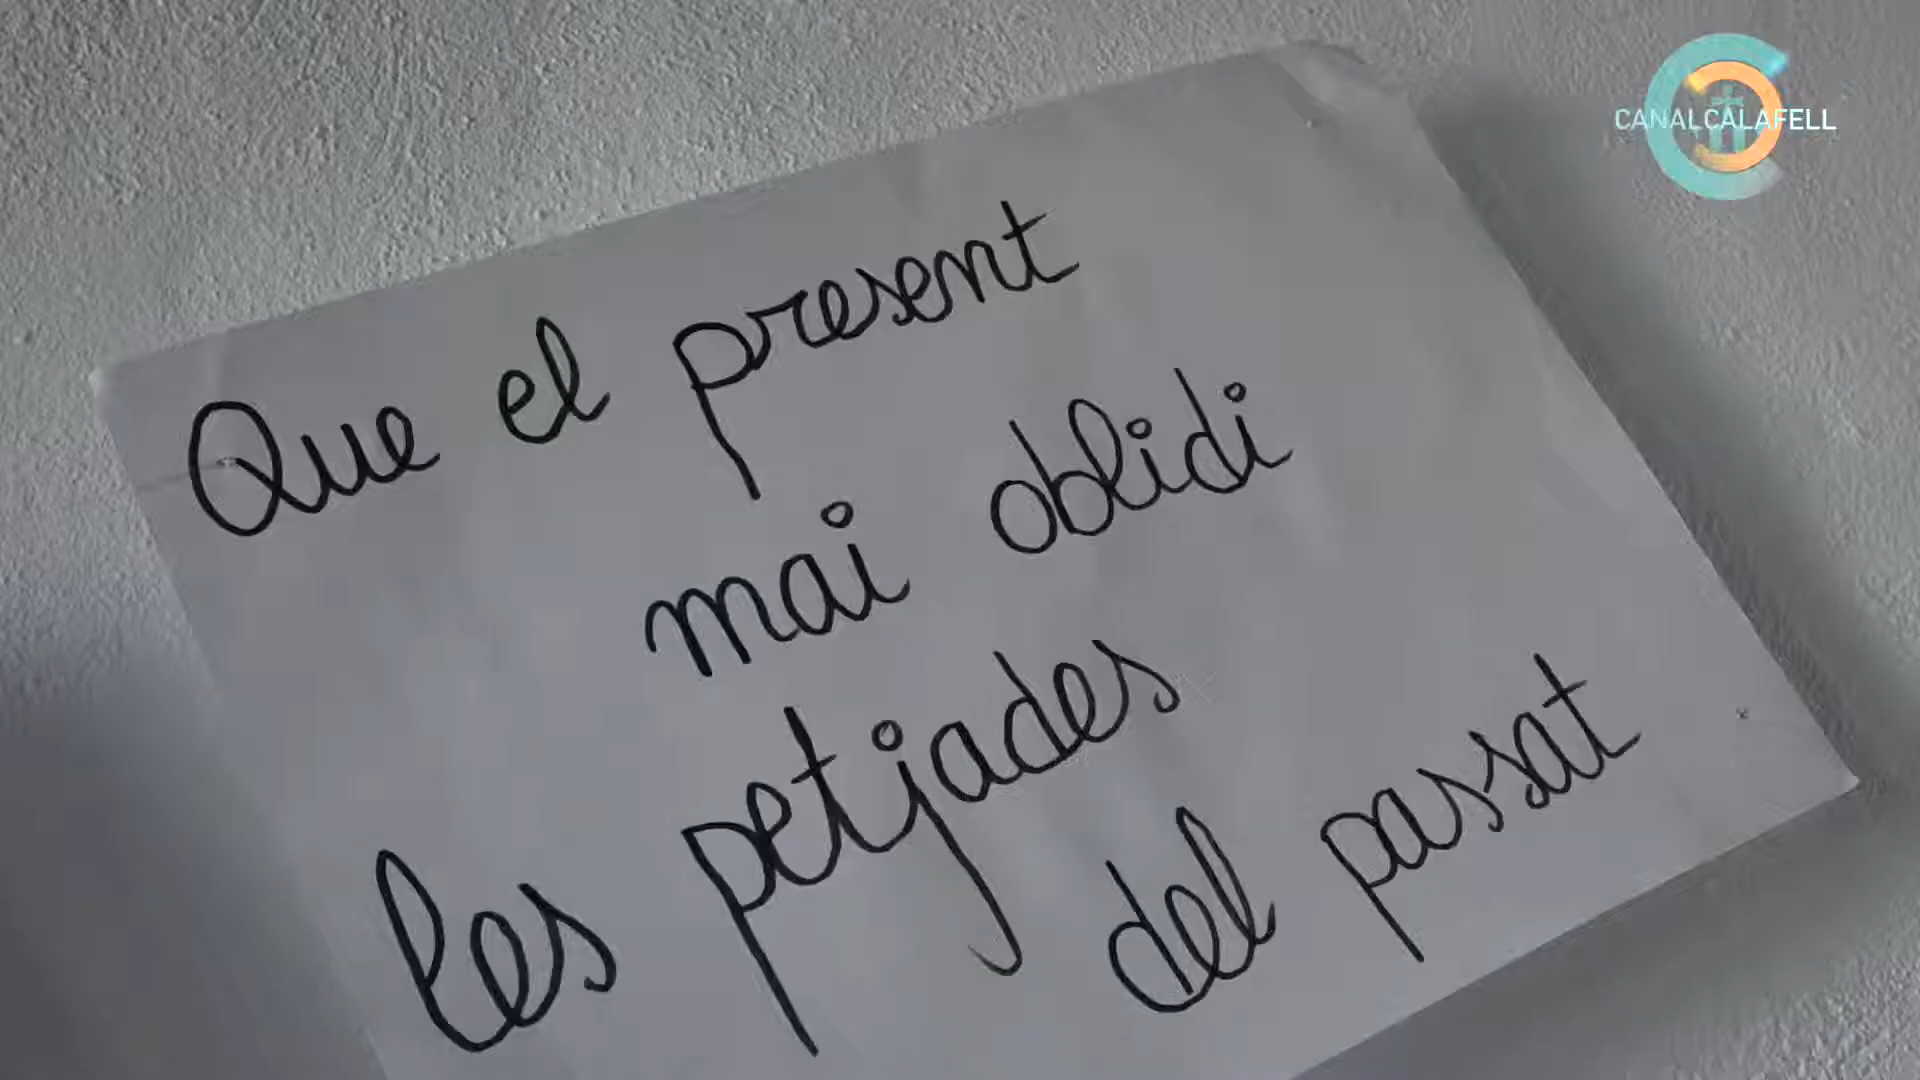 CANALCALAFELL
Que el present
mai oblidi
les petjades
del passat